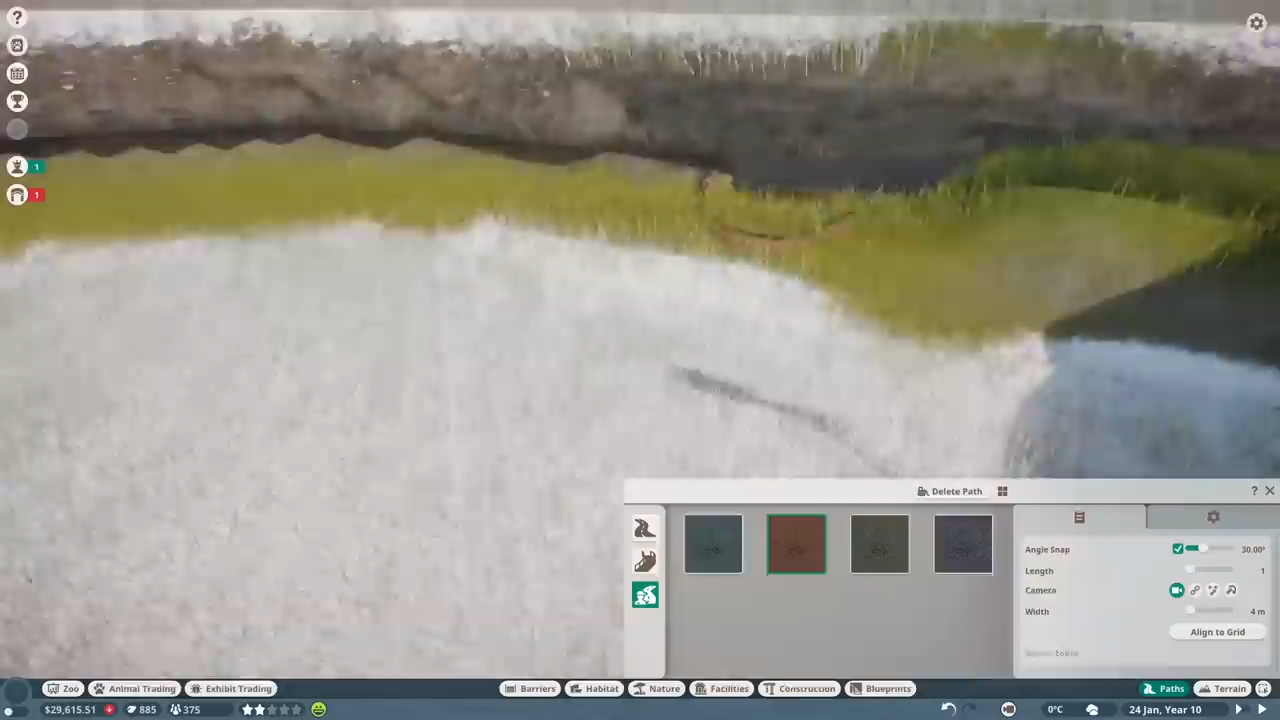 ?
1
1
Delete Path
? ✕
Angle Snap 30.00°
Length 1
Camera
Width 4 m
Align to Grid
Zoo Animal Trading Exhibit Trading Barriers Habitat Nature Facilities Construction Blueprints Paths Terrain
$29,615.51 885 375 0°C 24 Jan, Year 10